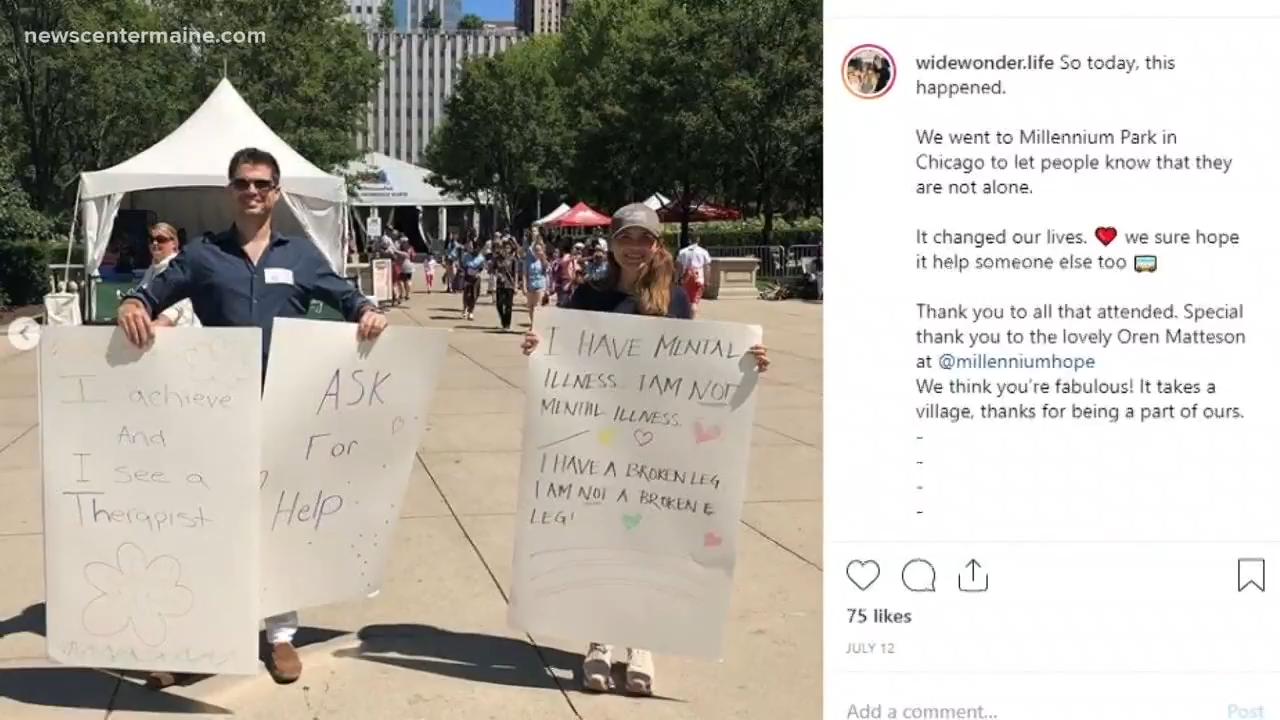 newscentermaine.com
I achieve
And
I see a
Therapist
ASK
For
Help
I HAVE MENTAL
ILLNESS. I AM NOT
MENTAL ILLNESS.
I HAVE A BROKEN LEG
I AM NOT A BROKEN E
LEG!
widewonder.life So today, this
happened.
We went to Millennium Park in
Chicago to let people know that they
are not alone.
It changed our lives. ❤️ we sure hope
it help someone else too 🚌
Thank you to all that attended. Special
thank you to the lovely Oren Matteson
at @millenniumhope
We think you're fabulous! It takes a
village, thanks for being a part of ours.
-
-
-
-
75 likes
JULY 12
Add a comment...
Post